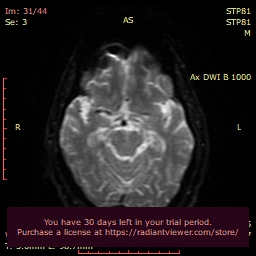 Im: 31/44
Se: 3
AS
STP81
STP81
M
Ax DWI B 1000
R
L
You have 30 days left in your trial period.
Purchase a license at https://radiantviewer.com/store/